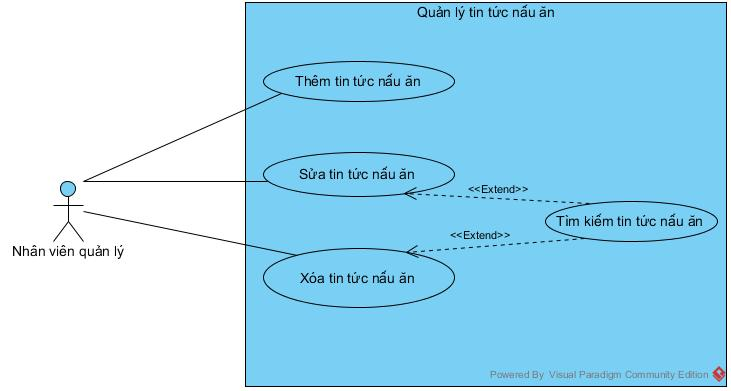 Quản lý tin tức nấu ăn
Thêm tin tức nấu ăn
Sửa tin tức nấu ăn
<<Extend>>
Tìm kiếm tin tức nấu ăn
<<Extend>>
Nhân viên quản lý
Xóa tin tức nấu ăn
Powered By Visual Paradigm Community Edition